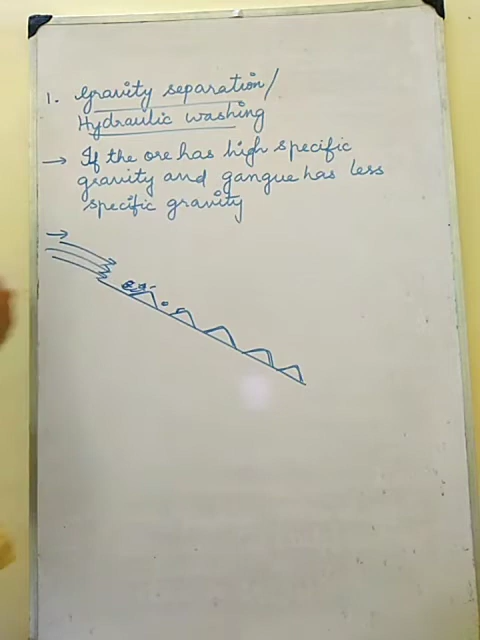 1. Gravity separation/
Hydraulic washing
→ If the ore has high specific
gravity and gangue has less
specific gravity